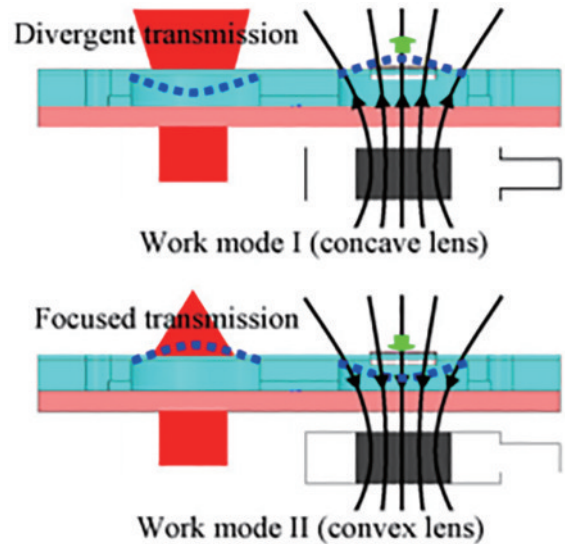 Divergent transmission
Work mode I (concave lens)
Focused transmission
Work mode II (convex lens)